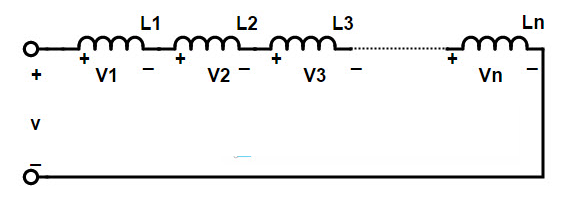 L1 L2 L3 Ln
+ V1 – + V2 – + V3 – + Vn –
+
v
–